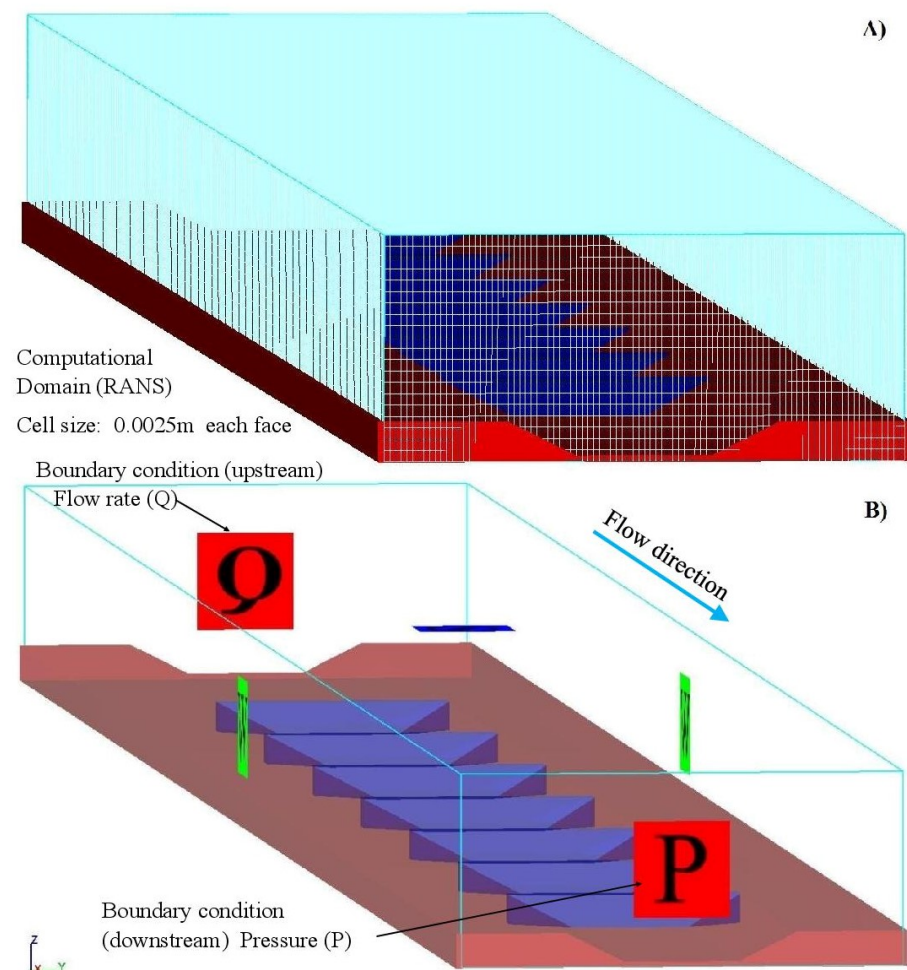 A)
Computational
Domain (RANS)
Cell size: 0.0025m each face
Boundary condition (upstream)
Flow rate (Q)
B)
Flow direction
Q
P
Boundary condition
(downstream) Pressure (P)
Z
X Y